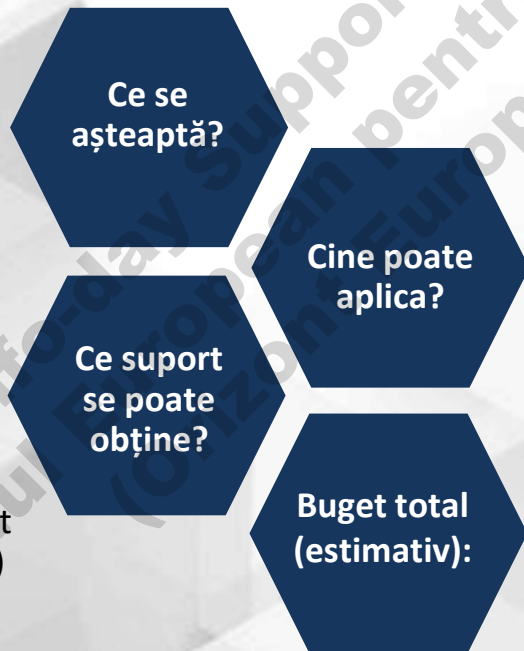 Ce se
așteaptă?
Cine poate
aplica?
Ce suport
se poate
obține?
Buget total
(estimativ):
t
)